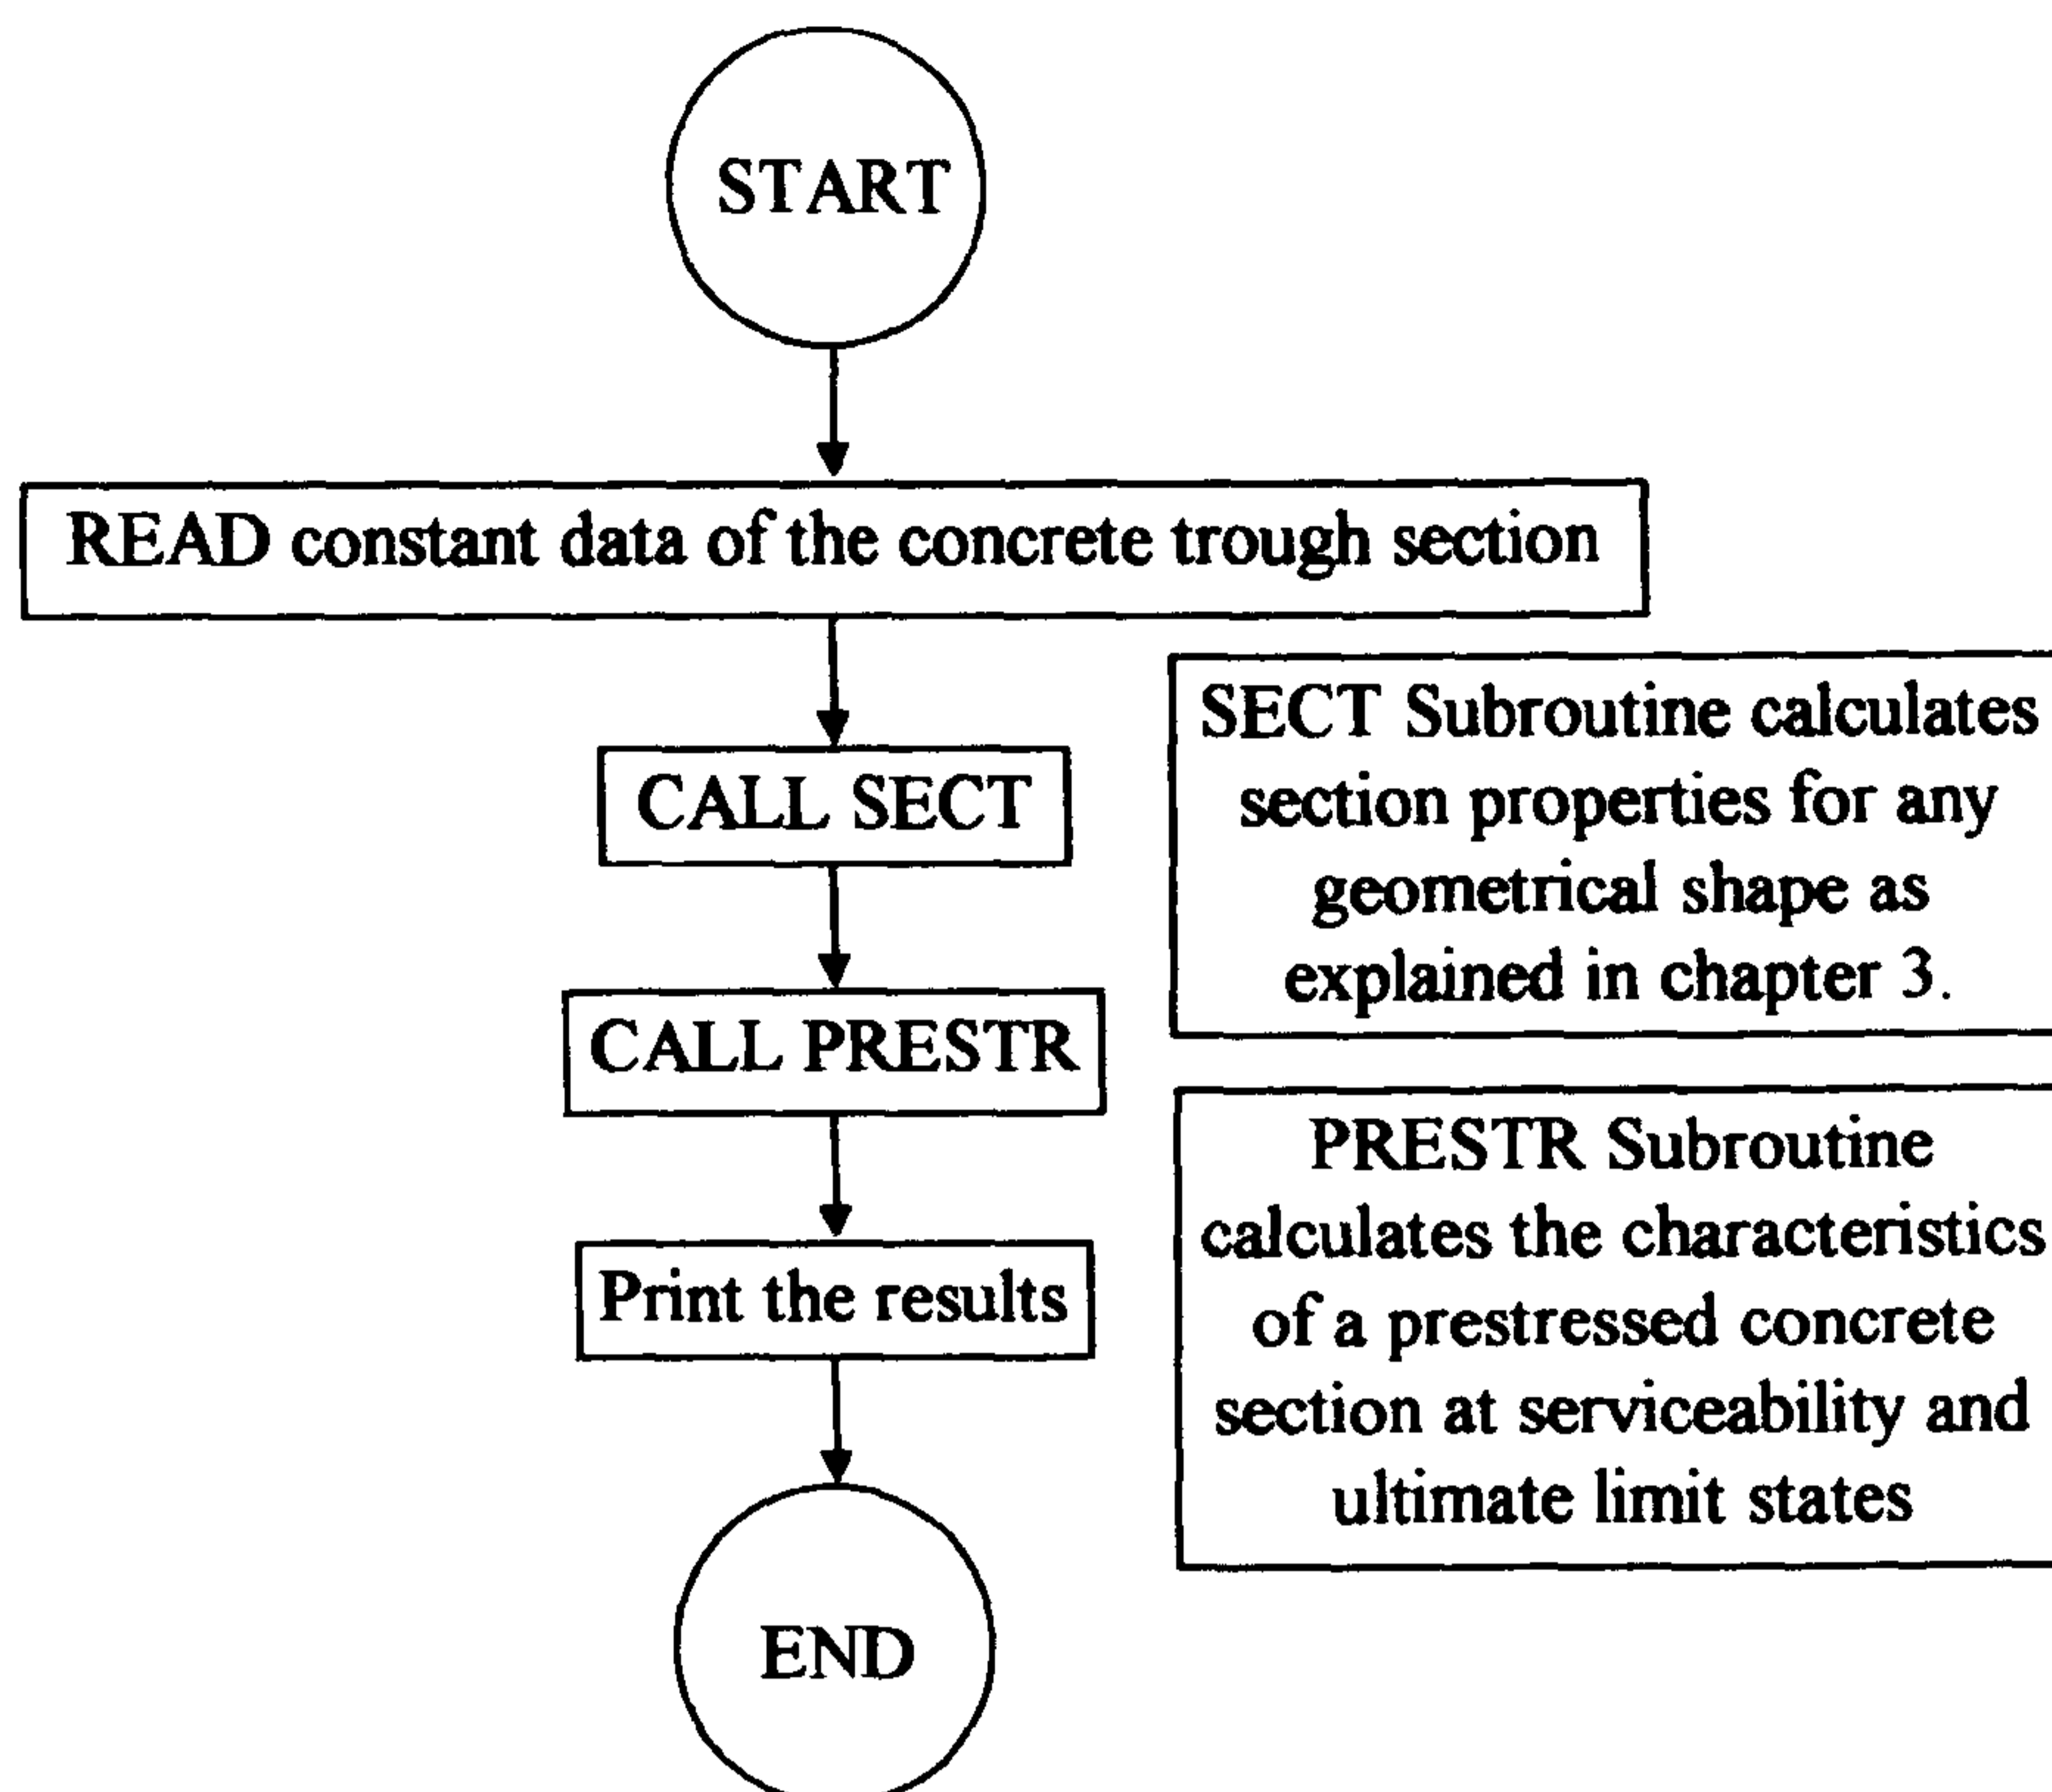 START
READ constant data of the concrete trough section
CALL SECT
SECT Subroutine calculates
section properties for any
geometrical shape as
explained in chapter 3.
CALL PRESTR
PRESTR Subroutine
calculates the characteristics
of a prestressed concrete
section at serviceability and
ultimate limit states
Print the results
END